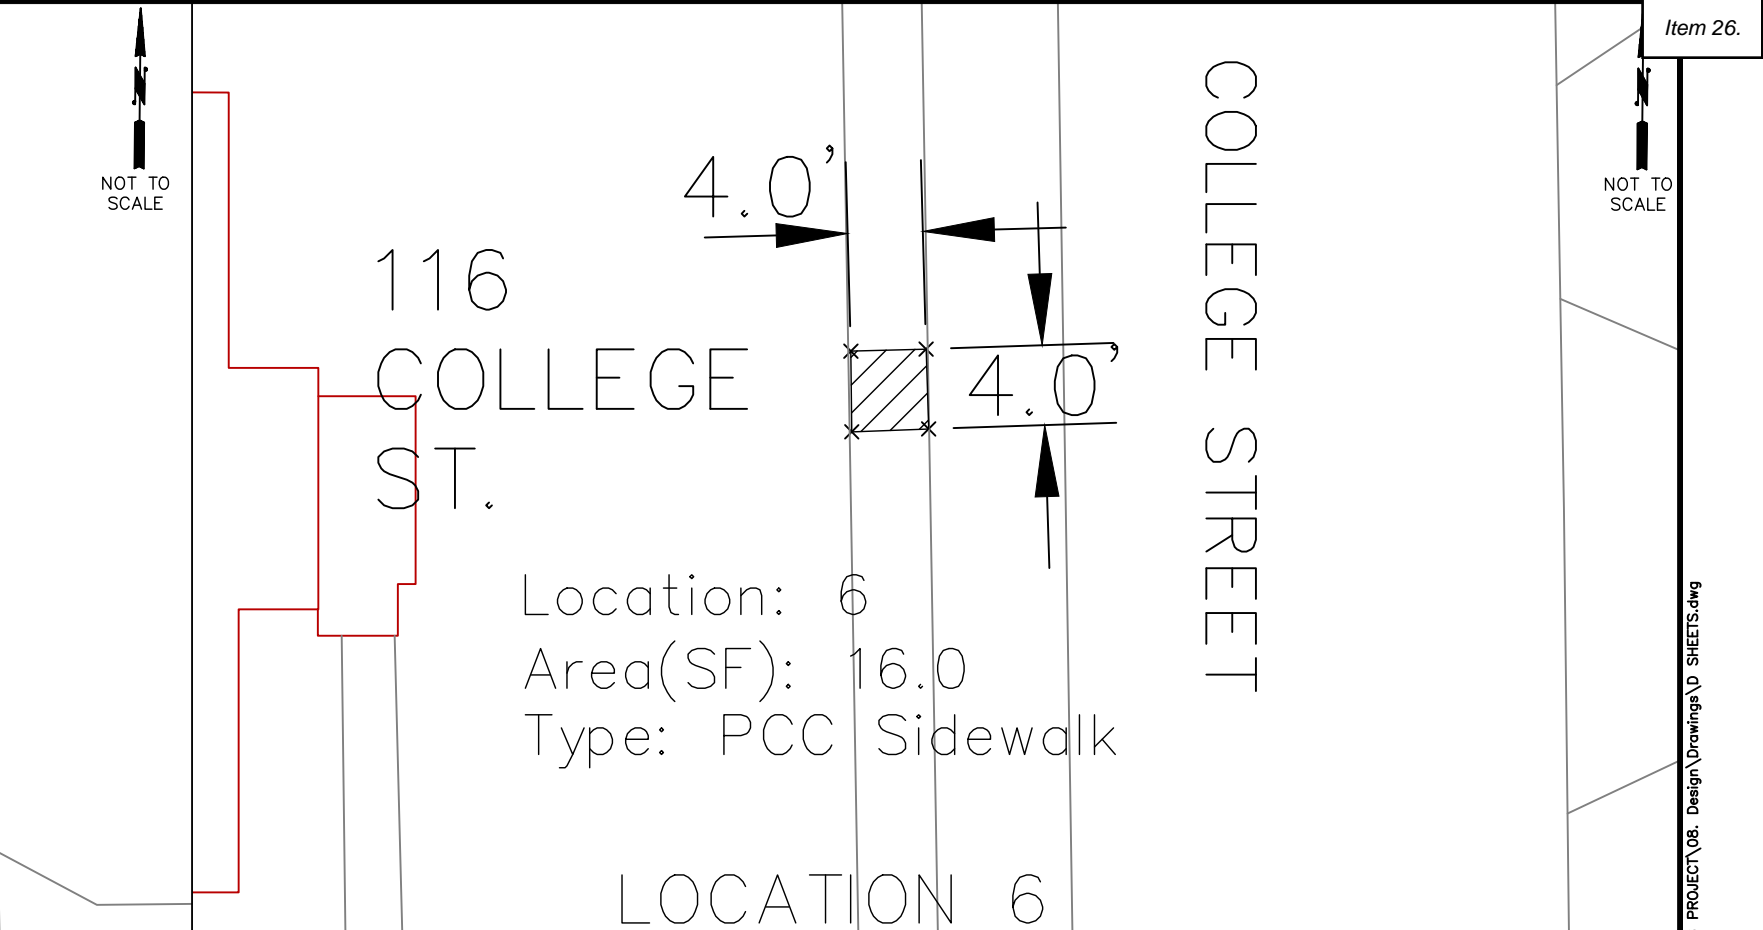 Item 26.
NOT TO
SCALE
NOT TO
SCALE
4.0'
116
COLLEGE
ST.
4.0'
COLLEGE STREET
Location: 6
Area(SF): 16.0
Type: PCC Sidewalk
LOCATION 6
PROJECT\08. Design\Drawings\D SHEETS.dwg